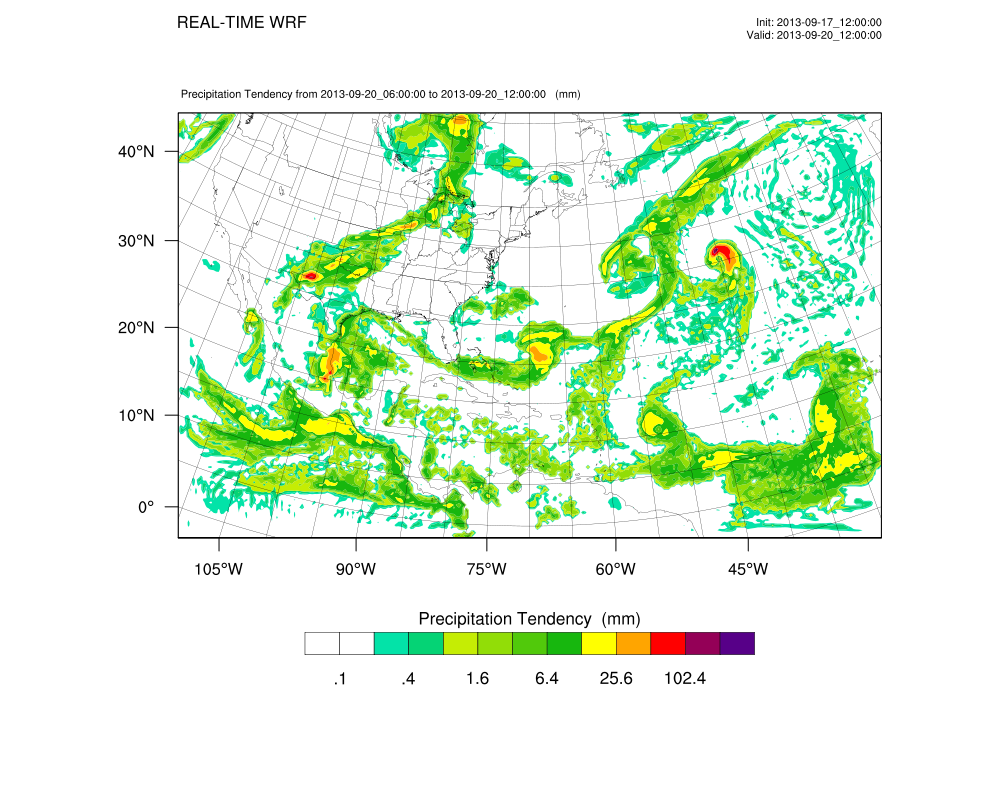 REAL-TIME WRF
Init: 2013-09-17_12:00:00
Valid: 2013-09-20_12:00:00
Precipitation Tendency from 2013-09-20_06:00:00 to 2013-09-20_12:00:00 (mm)
40°N
30°N
20°N
10°N
0°
105°W 90°W 75°W 60°W 45°W
Precipitation Tendency (mm)
.1 .4 1.6 6.4 25.6 102.4